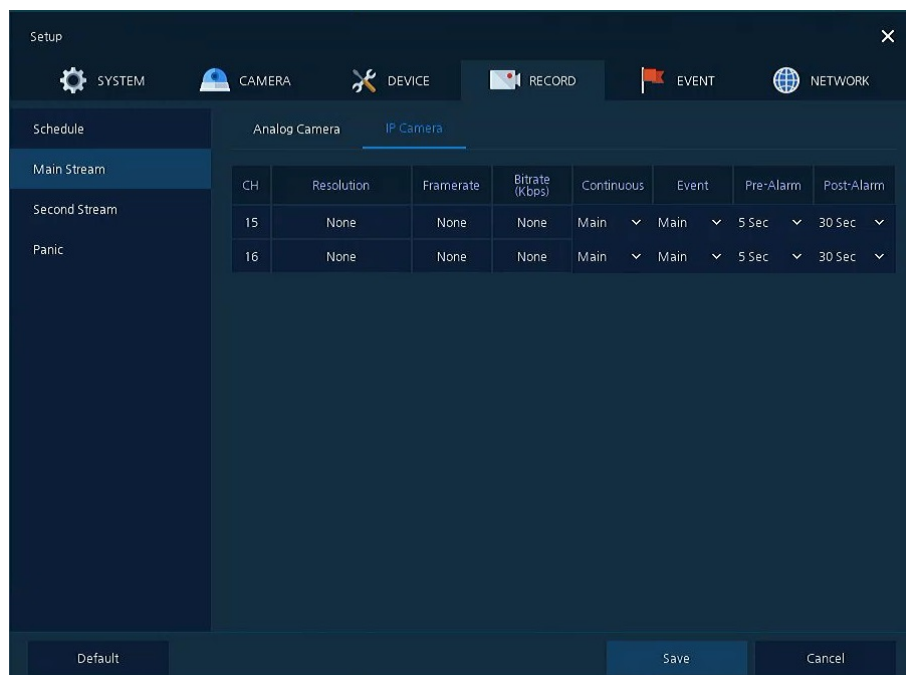 Setup
SYSTEM CAMERA DEVICE RECORD EVENT NETWORK
Schedule
Main Stream
Second Stream
Panic
Analog Camera IP Camera
CH Resolution Framerate Bitrate (Kbps) Continuous Event Pre-Alarm Post-Alarm
15 None None None Main Main 5 Sec 30 Sec
16 None None None Main Main 5 Sec 30 Sec
Default Save Cancel